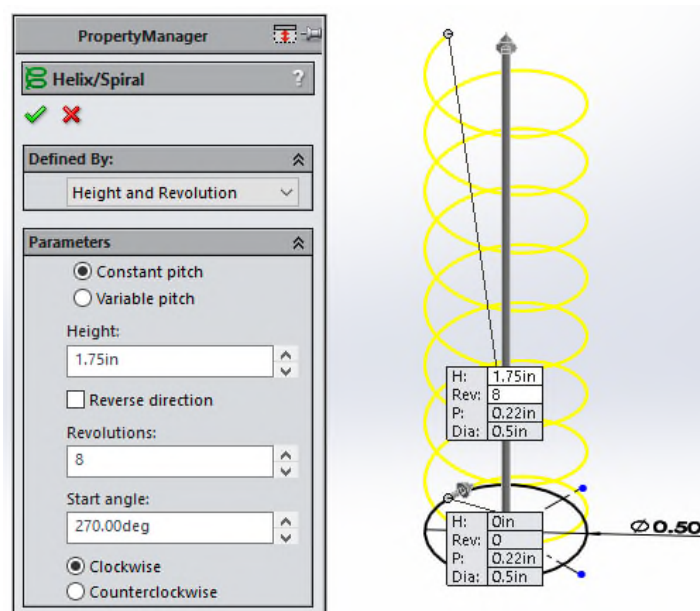 PropertyManager
Helix/Spiral ?
Defined By:
Height and Revolution
Parameters
Constant pitch
Variable pitch
Height:
1.75in
Reverse direction
Revolutions:
8
Start angle:
270.00deg
Clockwise
Counterclockwise
H: 1.75in
Rev: 8
P: 0.22in
Dia: 0.5in
H: 0in
Rev: 0
P: 0.22in
Dia: 0.5in
Ø0.50